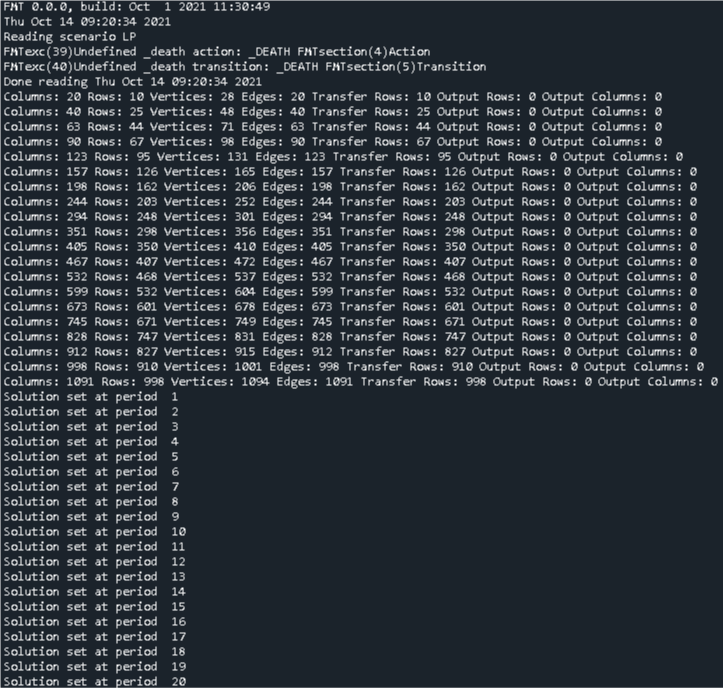 FMT 0.0.0, build: Oct  1 2021 11:30:49
Thu Oct 14 09:20:34 2021
Reading scenario LP
FMTexc(39)Undefined _death action: _DEATH FMTsection(4)Action
FMTexc(40)Undefined _death transition: _DEATH FMTsection(5)Transition
Done reading Thu Oct 14 09:20:34 2021
Columns: 20 Rows: 10 Vertices: 28 Edges: 20 Transfer Rows: 10 Output Rows: 0 Output Columns: 0
Columns: 40 Rows: 25 Vertices: 48 Edges: 40 Transfer Rows: 25 Output Rows: 0 Output Columns: 0
Columns: 63 Rows: 44 Vertices: 71 Edges: 63 Transfer Rows: 44 Output Rows: 0 Output Columns: 0
Columns: 90 Rows: 67 Vertices: 98 Edges: 90 Transfer Rows: 67 Output Rows: 0 Output Columns: 0
Columns: 123 Rows: 95 Vertices: 131 Edges: 123 Transfer Rows: 95 Output Rows: 0 Output Columns: 0
Columns: 157 Rows: 126 Vertices: 165 Edges: 157 Transfer Rows: 126 Output Rows: 0 Output Columns: 0
Columns: 198 Rows: 162 Vertices: 206 Edges: 198 Transfer Rows: 162 Output Rows: 0 Output Columns: 0
Columns: 244 Rows: 203 Vertices: 252 Edges: 244 Transfer Rows: 203 Output Rows: 0 Output Columns: 0
Columns: 294 Rows: 248 Vertices: 301 Edges: 294 Transfer Rows: 248 Output Rows: 0 Output Columns: 0
Columns: 351 Rows: 298 Vertices: 356 Edges: 351 Transfer Rows: 298 Output Rows: 0 Output Columns: 0
Columns: 405 Rows: 350 Vertices: 410 Edges: 405 Transfer Rows: 350 Output Rows: 0 Output Columns: 0
Columns: 467 Rows: 407 Vertices: 472 Edges: 467 Transfer Rows: 407 Output Rows: 0 Output Columns: 0
Columns: 532 Rows: 468 Vertices: 537 Edges: 532 Transfer Rows: 468 Output Rows: 0 Output Columns: 0
Columns: 599 Rows: 532 Vertices: 604 Edges: 599 Transfer Rows: 532 Output Rows: 0 Output Columns: 0
Columns: 673 Rows: 601 Vertices: 678 Edges: 673 Transfer Rows: 601 Output Rows: 0 Output Columns: 0
Columns: 745 Rows: 671 Vertices: 749 Edges: 745 Transfer Rows: 671 Output Rows: 0 Output Columns: 0
Columns: 828 Rows: 747 Vertices: 831 Edges: 828 Transfer Rows: 747 Output Rows: 0 Output Columns: 0
Columns: 912 Rows: 827 Vertices: 915 Edges: 912 Transfer Rows: 827 Output Rows: 0 Output Columns: 0
Columns: 998 Rows: 910 Vertices: 1001 Edges: 998 Transfer Rows: 910 Output Rows: 0 Output Columns: 0
Columns: 1091 Rows: 998 Vertices: 1094 Edges: 1091 Transfer Rows: 998 Output Rows: 0 Output Columns: 0
Solution set at period  1
Solution set at period  2
Solution set at period  3
Solution set at period  4
Solution set at period  5
Solution set at period  6
Solution set at period  7
Solution set at period  8
Solution set at period  9
Solution set at period  10
Solution set at period  11
Solution set at period  12
Solution set at period  13
Solution set at period  14
Solution set at period  15
Solution set at period  16
Solution set at period  17
Solution set at period  18
Solution set at period  19
Solution set at period  20